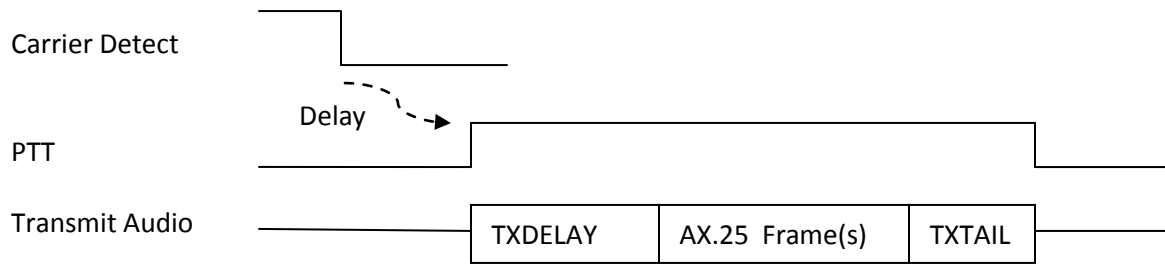 Carrier Detect
Delay
PTT
Transmit Audio
TXDELAY
AX.25 Frame(s)
TXTAIL